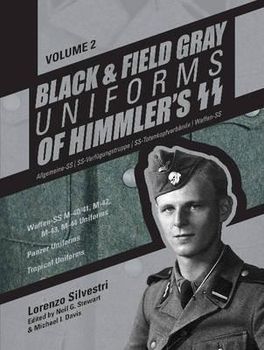 VOLUME 2
BLACK & FIELD GRAY
UNIFORMS
OF HIMMLER'S ᛋᛋ
Allgemeine-SS | SS-Verfügungstruppe | SS-Totenkopfverbände | Waffen-SS
Waffen-SS M-40/41, M-42,
M-43, M-44 Uniforms
Panzer Uniforms
Tropical Uniforms
Lorenzo Silvestri
Edited by Neil G. Stewart
& Michael I. Davis